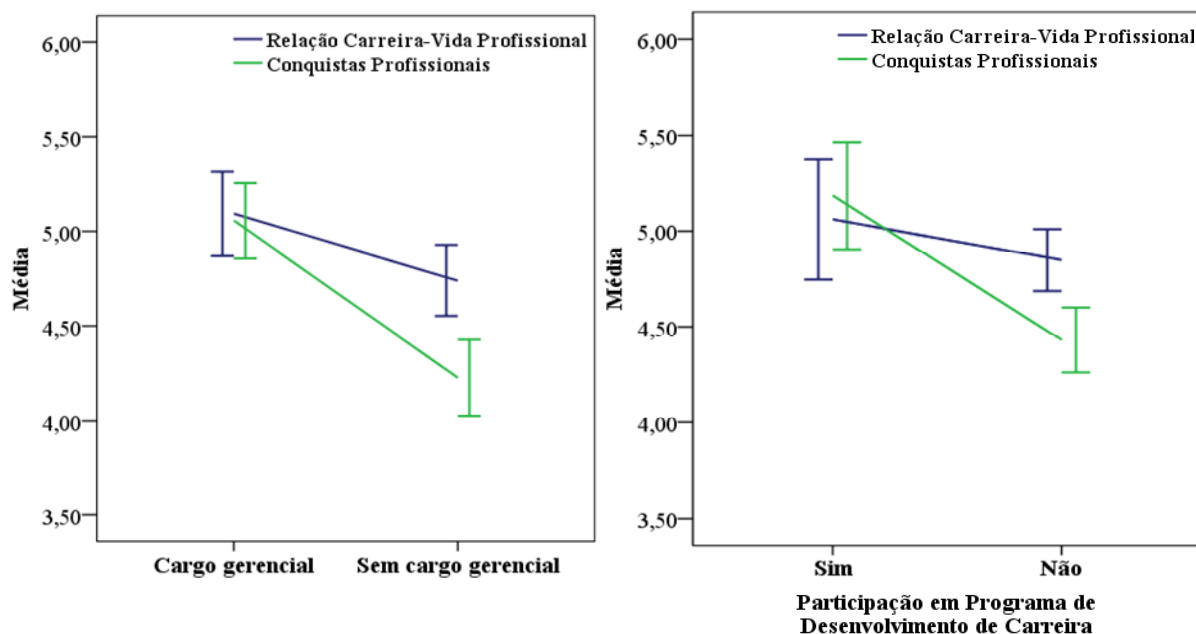 6,00
5,50
5,00
4,50
4,00
3,50
Média
Relação Carreira-Vida Profissional
Conquistas Profissionais
Cargo gerencial
Sem cargo gerencial
6,00
5,50
5,00
4,50
4,00
3,50
Média
Relação Carreira-Vida Profissional
Conquistas Profissionais
Sim
Não
Participação em Programa de
Desenvolvimento de Carreira